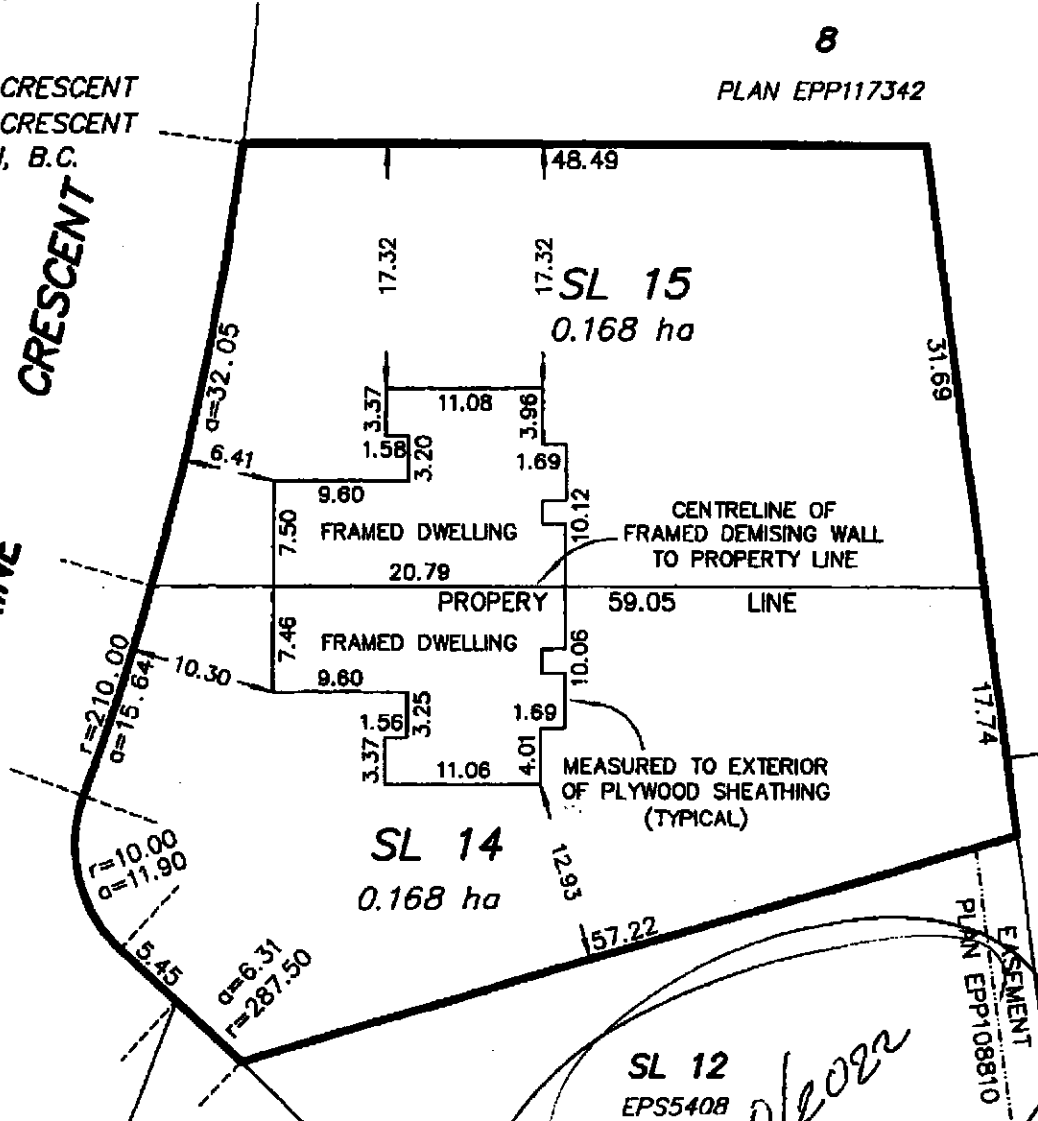 8
PLAN EPP117342
CRESCENT
CRESCENT
B.C.
CRESCENT
48.49
17.32
17.32
SL 15
0.168 ha
a=32.05
31.69
3.37
11.08
3.96
1.58
3.20
1.69
6.41
9.60
7.50
FRAMED DWELLING
10.12
CENTRELINE OF
FRAMED DEMISING WALL
TO PROPERTY LINE
20.79
PROPERY 59.05 LINE
7.46
FRAMED DWELLING
10.06
r=210.00
a=15.64
10.30
9.60
1.56
3.25
1.69
17.74
3.37
11.06
4.01
MEASURED TO EXTERIOR
OF PLYWOOD SHEATHING
(TYPICAL)
SL 14
0.168 ha
r=10.00
a=11.90
12.93
5.45
57.22
a=6.31
r=287.50
EASEMENT
PLAN EPP108810
SL 12
EPS5408
/2022